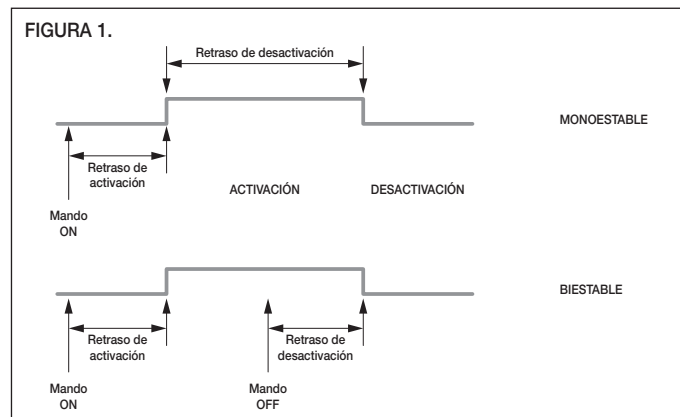 FIGURA 1.
Retraso de desactivación
MONOESTABLE
Retraso de
activación
ACTIVACIÓN
DESACTIVACIÓN
Mando
ON
BIESTABLE
Retraso de
activación
Retraso de
desactivación
Mando
ON
Mando
OFF